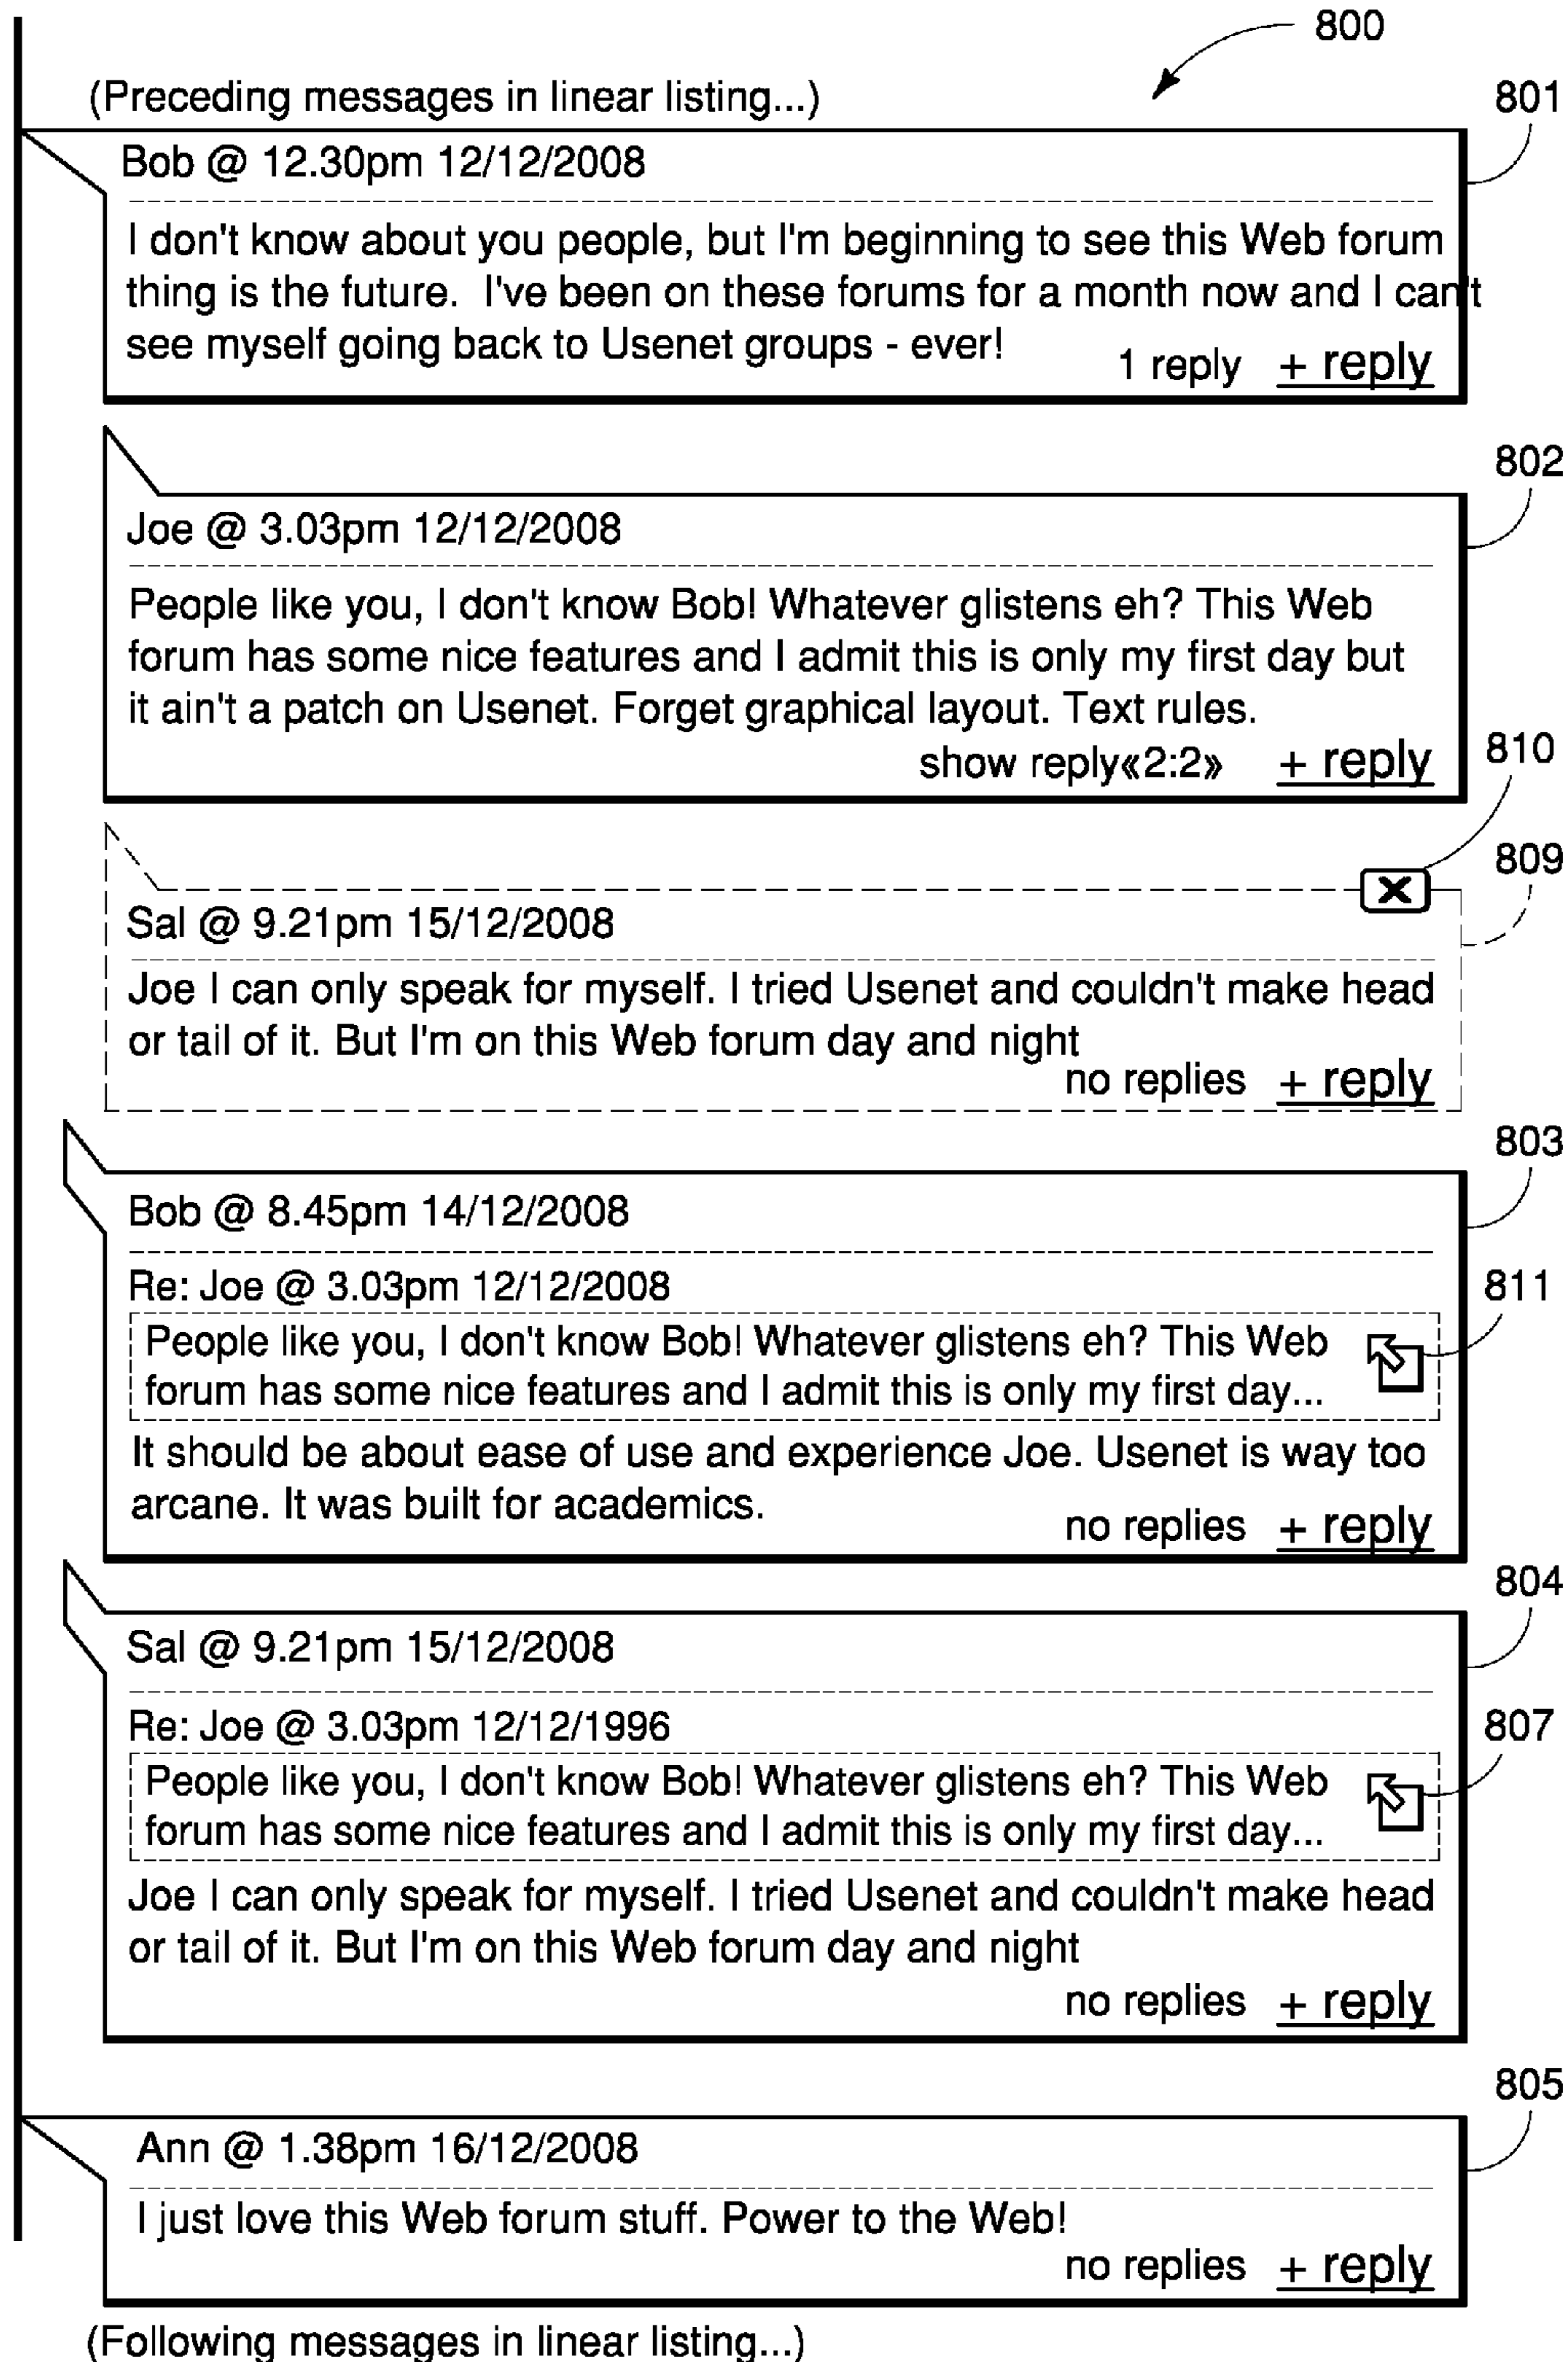 800
(Preceding messages in linear listing...)
801
Bob @ 12.30pm 12/12/2008
I don't know about you people, but I'm beginning to see this Web forum
thing is the future.  I've been on these forums for a month now and I can't
see myself going back to Usenet groups - ever!
1 reply + reply
802
Joe @ 3.03pm 12/12/2008
People like you, I don't know Bob! Whatever glistens eh? This Web
forum has some nice features and I admit this is only my first day but
it ain't a patch on Usenet. Forget graphical layout. Text rules.
show reply«2:2» + reply
810
809
Sal @ 9.21pm 15/12/2008
Joe I can only speak for myself. I tried Usenet and couldn't make head
or tail of it. But I'm on this Web forum day and night
no replies + reply
803
Bob @ 8.45pm 14/12/2008
Re: Joe @ 3.03pm 12/12/2008
811
People like you, I don't know Bob! Whatever glistens eh? This Web
forum has some nice features and I admit this is only my first day...
It should be about ease of use and experience Joe. Usenet is way too
arcane. It was built for academics.
no replies + reply
804
Sal @ 9.21pm 15/12/2008
Re: Joe @ 3.03pm 12/12/1996
807
People like you, I don't know Bob! Whatever glistens eh? This Web
forum has some nice features and I admit this is only my first day...
Joe I can only speak for myself. I tried Usenet and couldn't make head
or tail of it. But I'm on this Web forum day and night
no replies + reply
805
Ann @ 1.38pm 16/12/2008
I just love this Web forum stuff. Power to the Web!
no replies + reply
(Following messages in linear listing...)